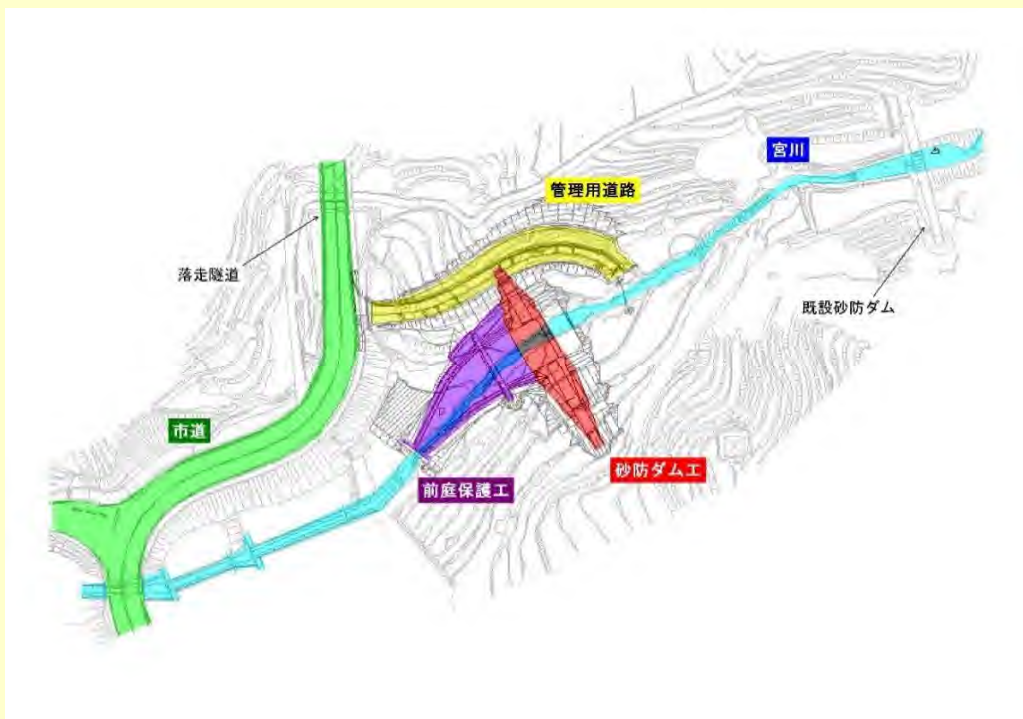 宮川
管理用道路
落走隧道
既設砂防ダム
市道
砂防ダム工
前庭保護工